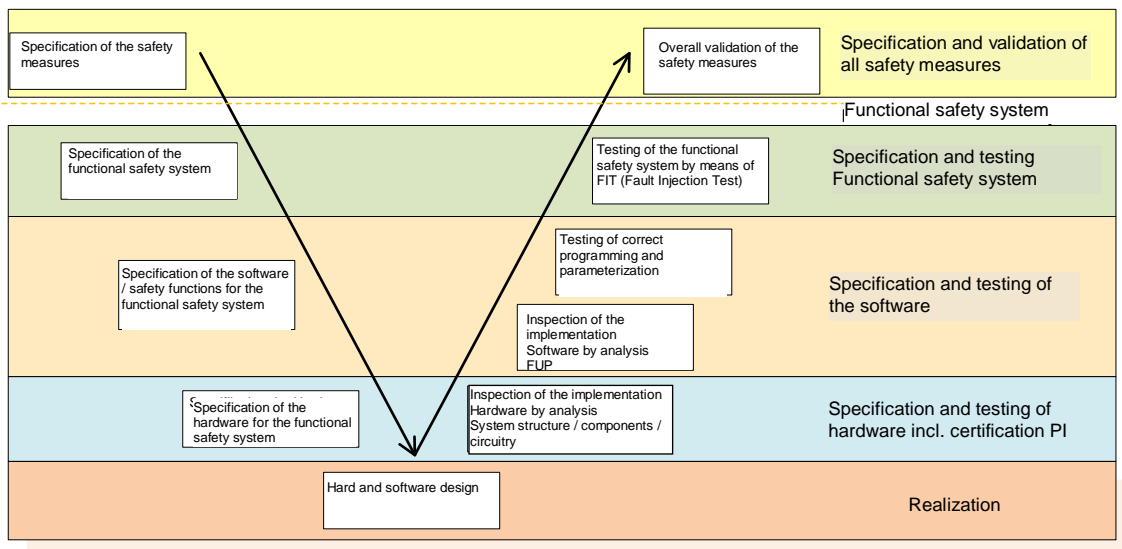 Specification of the safety
measures
Overall validation of the
safety measures
Specification and validation of
all safety measures
Functional safety system
Specification of the
functional safety system
Testing of the functional
safety system by means of
FIT (Fault Injection Test)
Specification and testing
Functional safety system
Specification of the software
/ safety functions for the
functional safety system
Testing of correct
programming and
parameterization
Inspection of the
implementation
Software by analysis
FUP
Specification and testing of
the software
Specification of the
hardware for the functional
safety system
Inspection of the implementation
Hardware by analysis
System structure / components /
circuitry
Specification and testing of
hardware incl. certification PI
Hard and software design
Realization